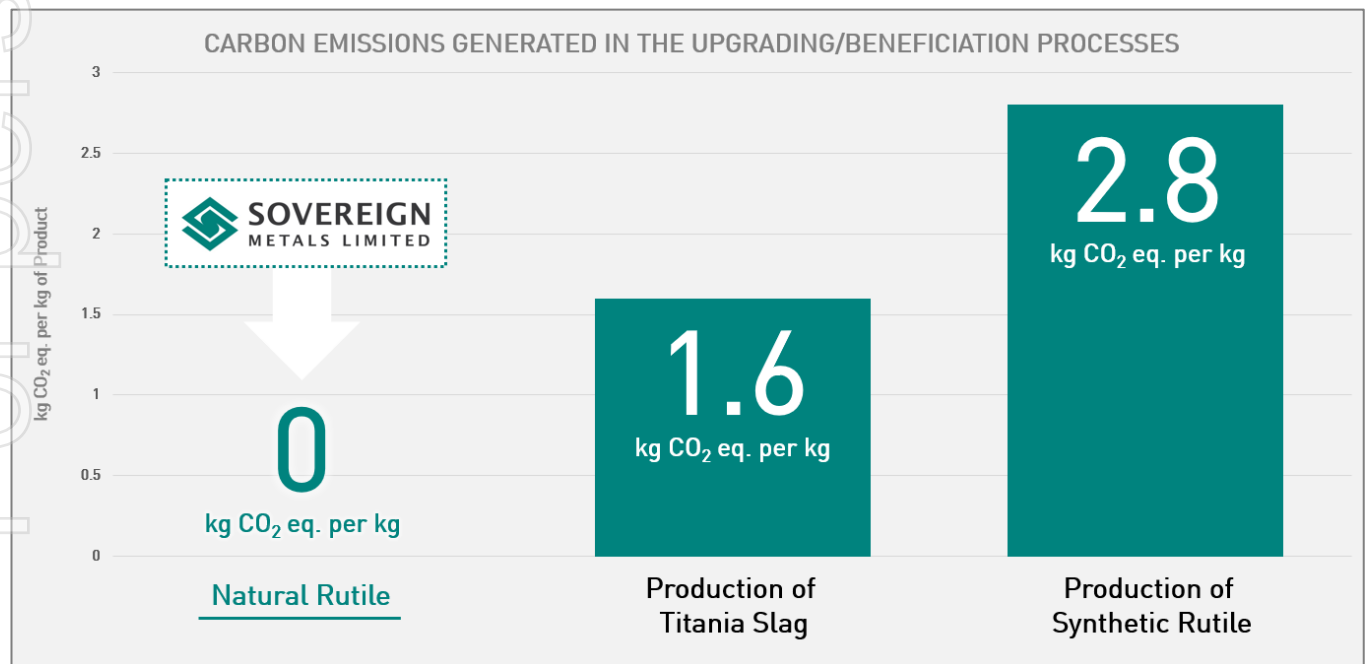 CARBON EMISSIONS GENERATED IN THE UPGRADING/BENEFICIATION PROCESSES
3
2.5
2
1.5
1
0.5
0
kg CO₂ eq. per kg of Product
SOVEREIGN
METALS LIMITED
0
kg CO₂ eq. per kg
1.6
kg CO₂ eq. per kg
2.8
kg CO₂ eq. per kg
Natural Rutile
Production of
Titania Slag
Production of
Synthetic Rutile